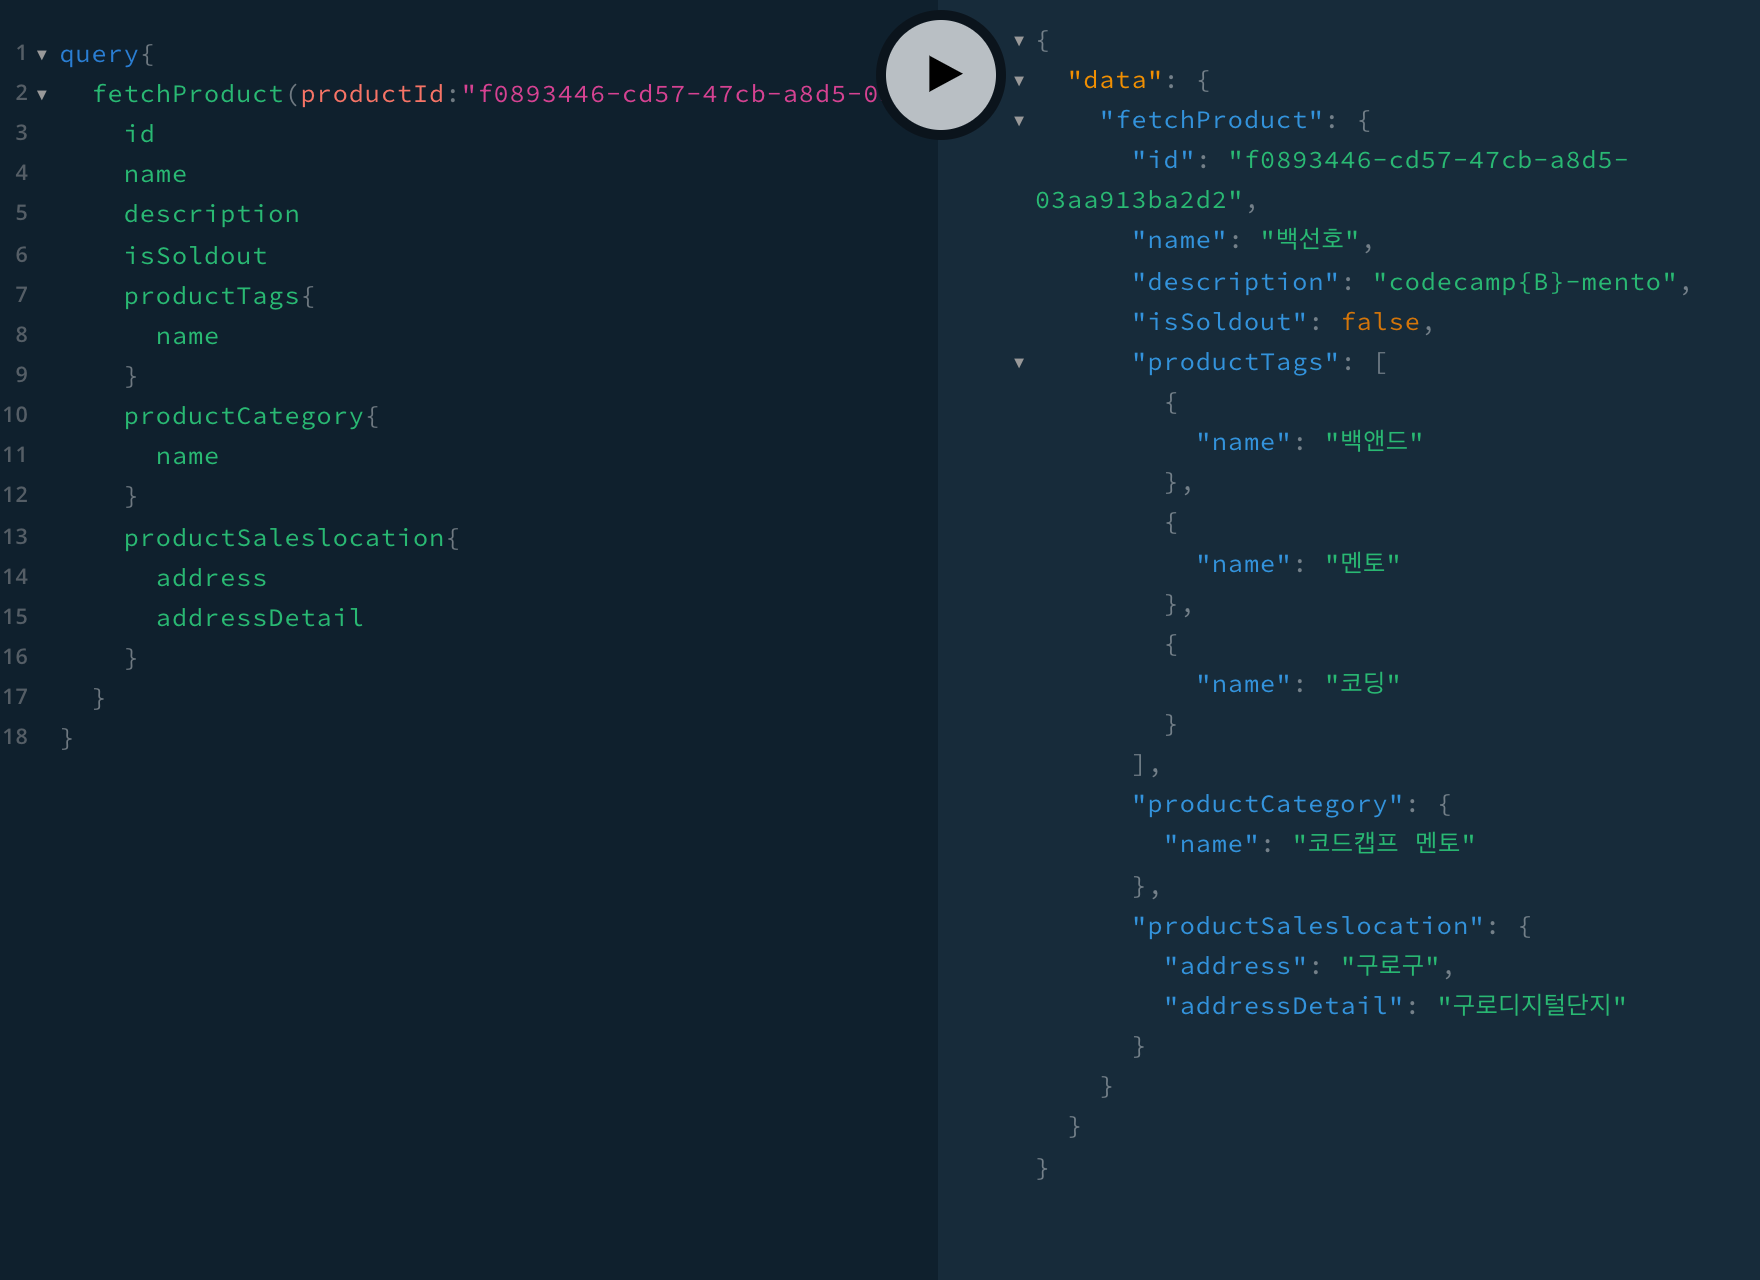 1 query{
2 fetchProduct(productId:"f0893446-cd57-47cb-a8d5-0
3 id
4 name
5 description
6 isSoldout
7 productTags{
8 name
9 }
10 productCategory{
11 name
12 }
13 productSaleslocation{
14 address
15 addressDetail
16 }
17 }
18 }
{
"data": {
"fetchProduct": {
"id": "f0893446-cd57-47cb-a8d5-
03aa913ba2d2",
"name": "백선호",
"description": "codecamp{B}-mento",
"isSoldout": false,
"productTags": [
{
"name": "백앤드"
},
{
"name": "멘토"
},
{
"name": "코딩"
}
],
"productCategory": {
"name": "코드캡프 멘토"
},
"productSaleslocation": {
"address": "구로구",
"addressDetail": "구로디지털단지"
}
}
}
}